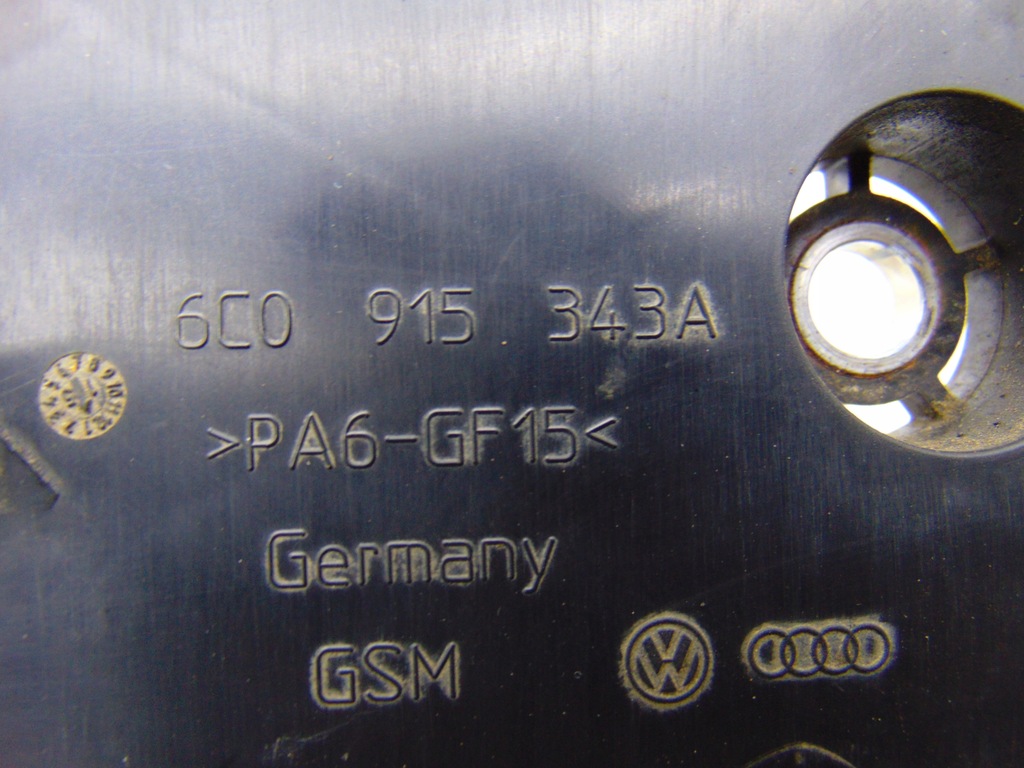 6C0 915 343A
>PA6-GF15<
Germany
GSM